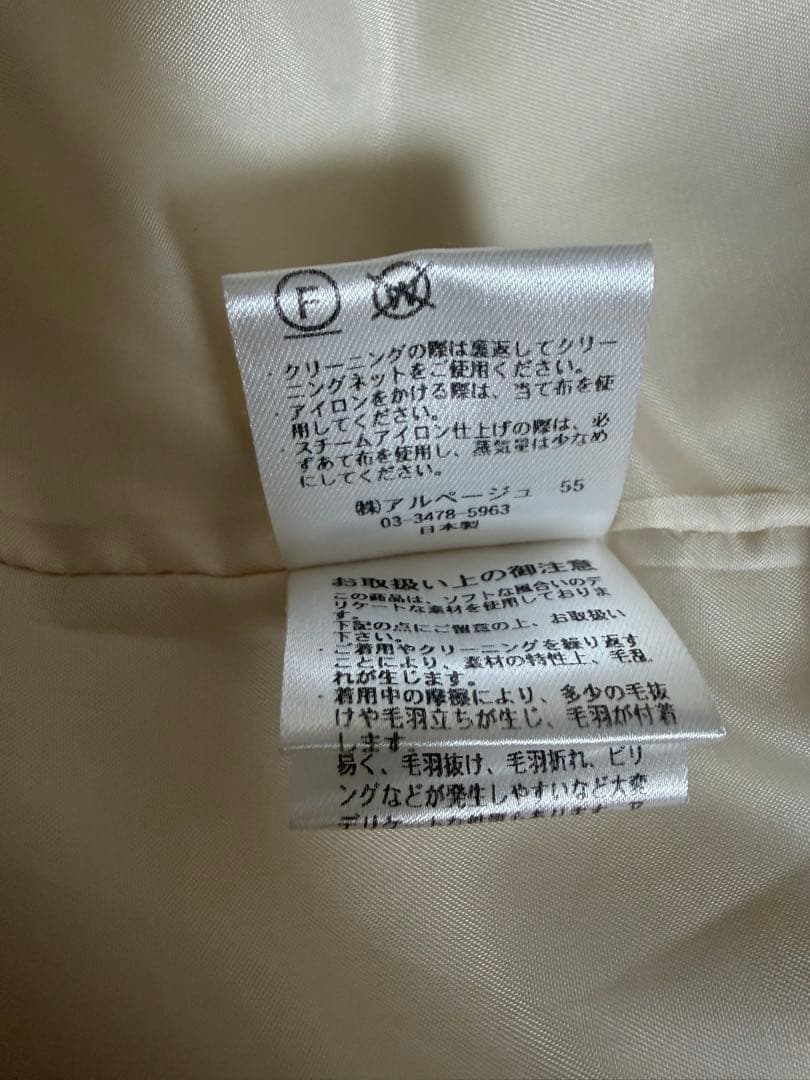 F W
・クリーニングの際は裏返してクリー
ニングネットをご使用ください。
・アイロンをかける際は、当て布を使
用してください。
・スチームアイロン仕上げの際は、必
ずあて布を使用し、蒸気量は少なめ
にしてください。
㈱アルページュ 55
03-3478-5963
日本製
お取扱い上の御注意
この商品は、ソフトな風合いのデ
リケートな素材を使用しておりま
す。
下記の点にご留意の上、お取扱い
下さい。
・ご着用やクリーニングを繰り返す
ことにより、素材の特性上、毛乱
れが生じます。
・着用中の摩擦により、多少の毛抜
けや毛羽立ちが生じ、毛羽が付着
します。
易く、毛羽抜け、毛羽折れ、ピリ
ングなどが発生しやすいなど大変
デリケートな